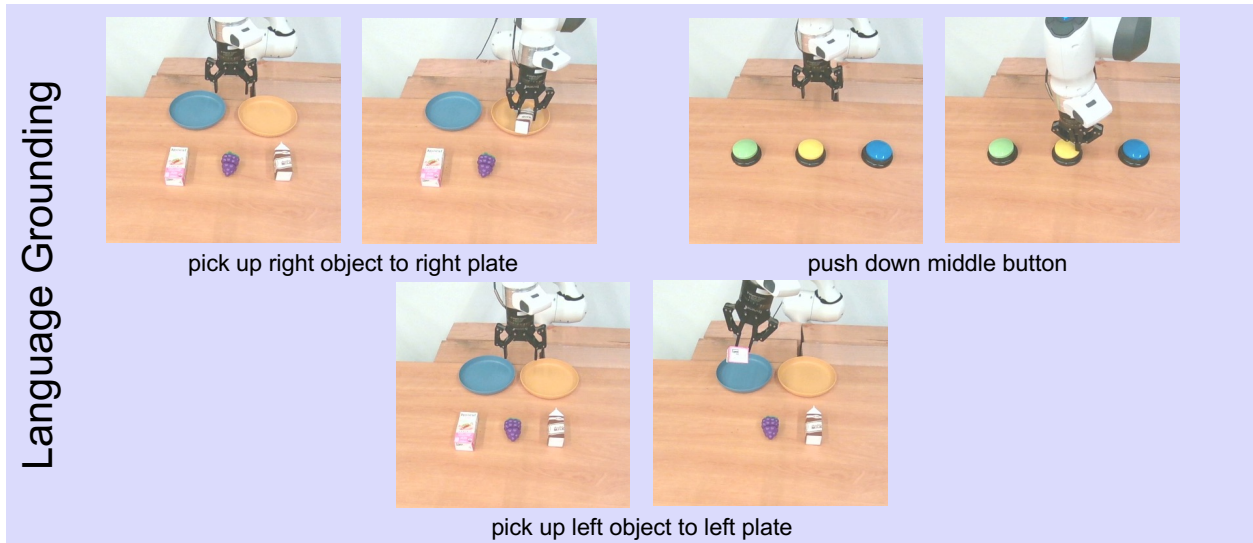 Language Grounding
pick up right object to right plate
push down middle button
pick up left object to left plate